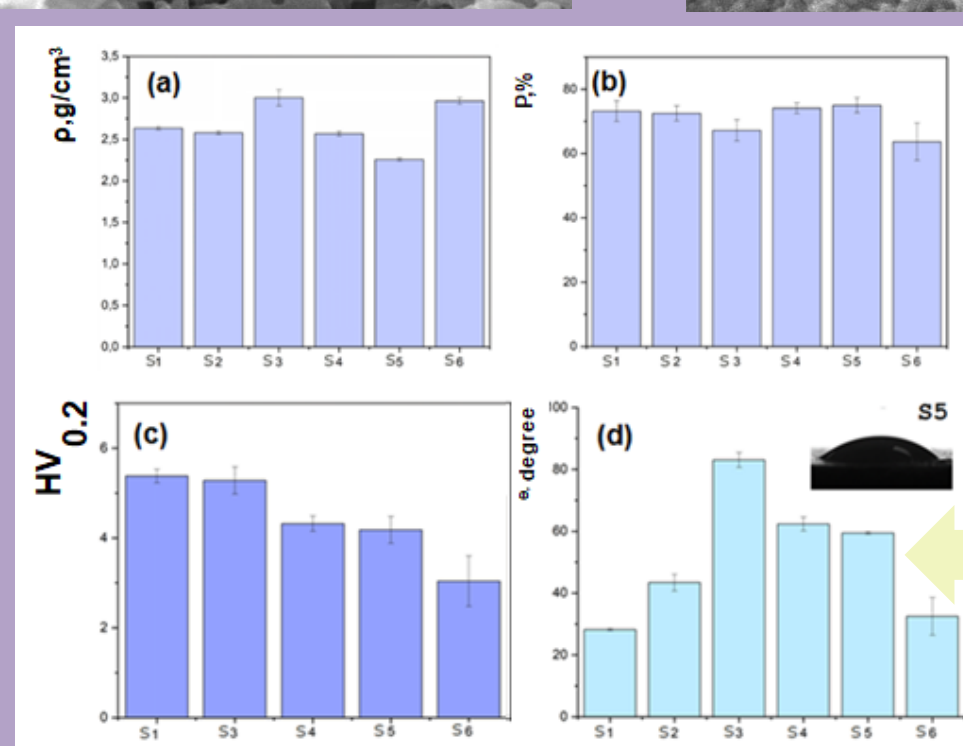 (a)
ρ,g/cm³
3,5
3,0
2,5
2,0
1,5
1,0
0,5
0,0
S1 S2 S3 S4 S5 S6
(b)
P,%
80
60
40
20
0
S1 S2 S3 S4 S5 S6
(c)
HV0.2
6
4
2
0
S1 S3 S4 S5 S6
(d)
degree
S5
100
80
60
40
20
0
S1 S2 S3 S4 S5 S6